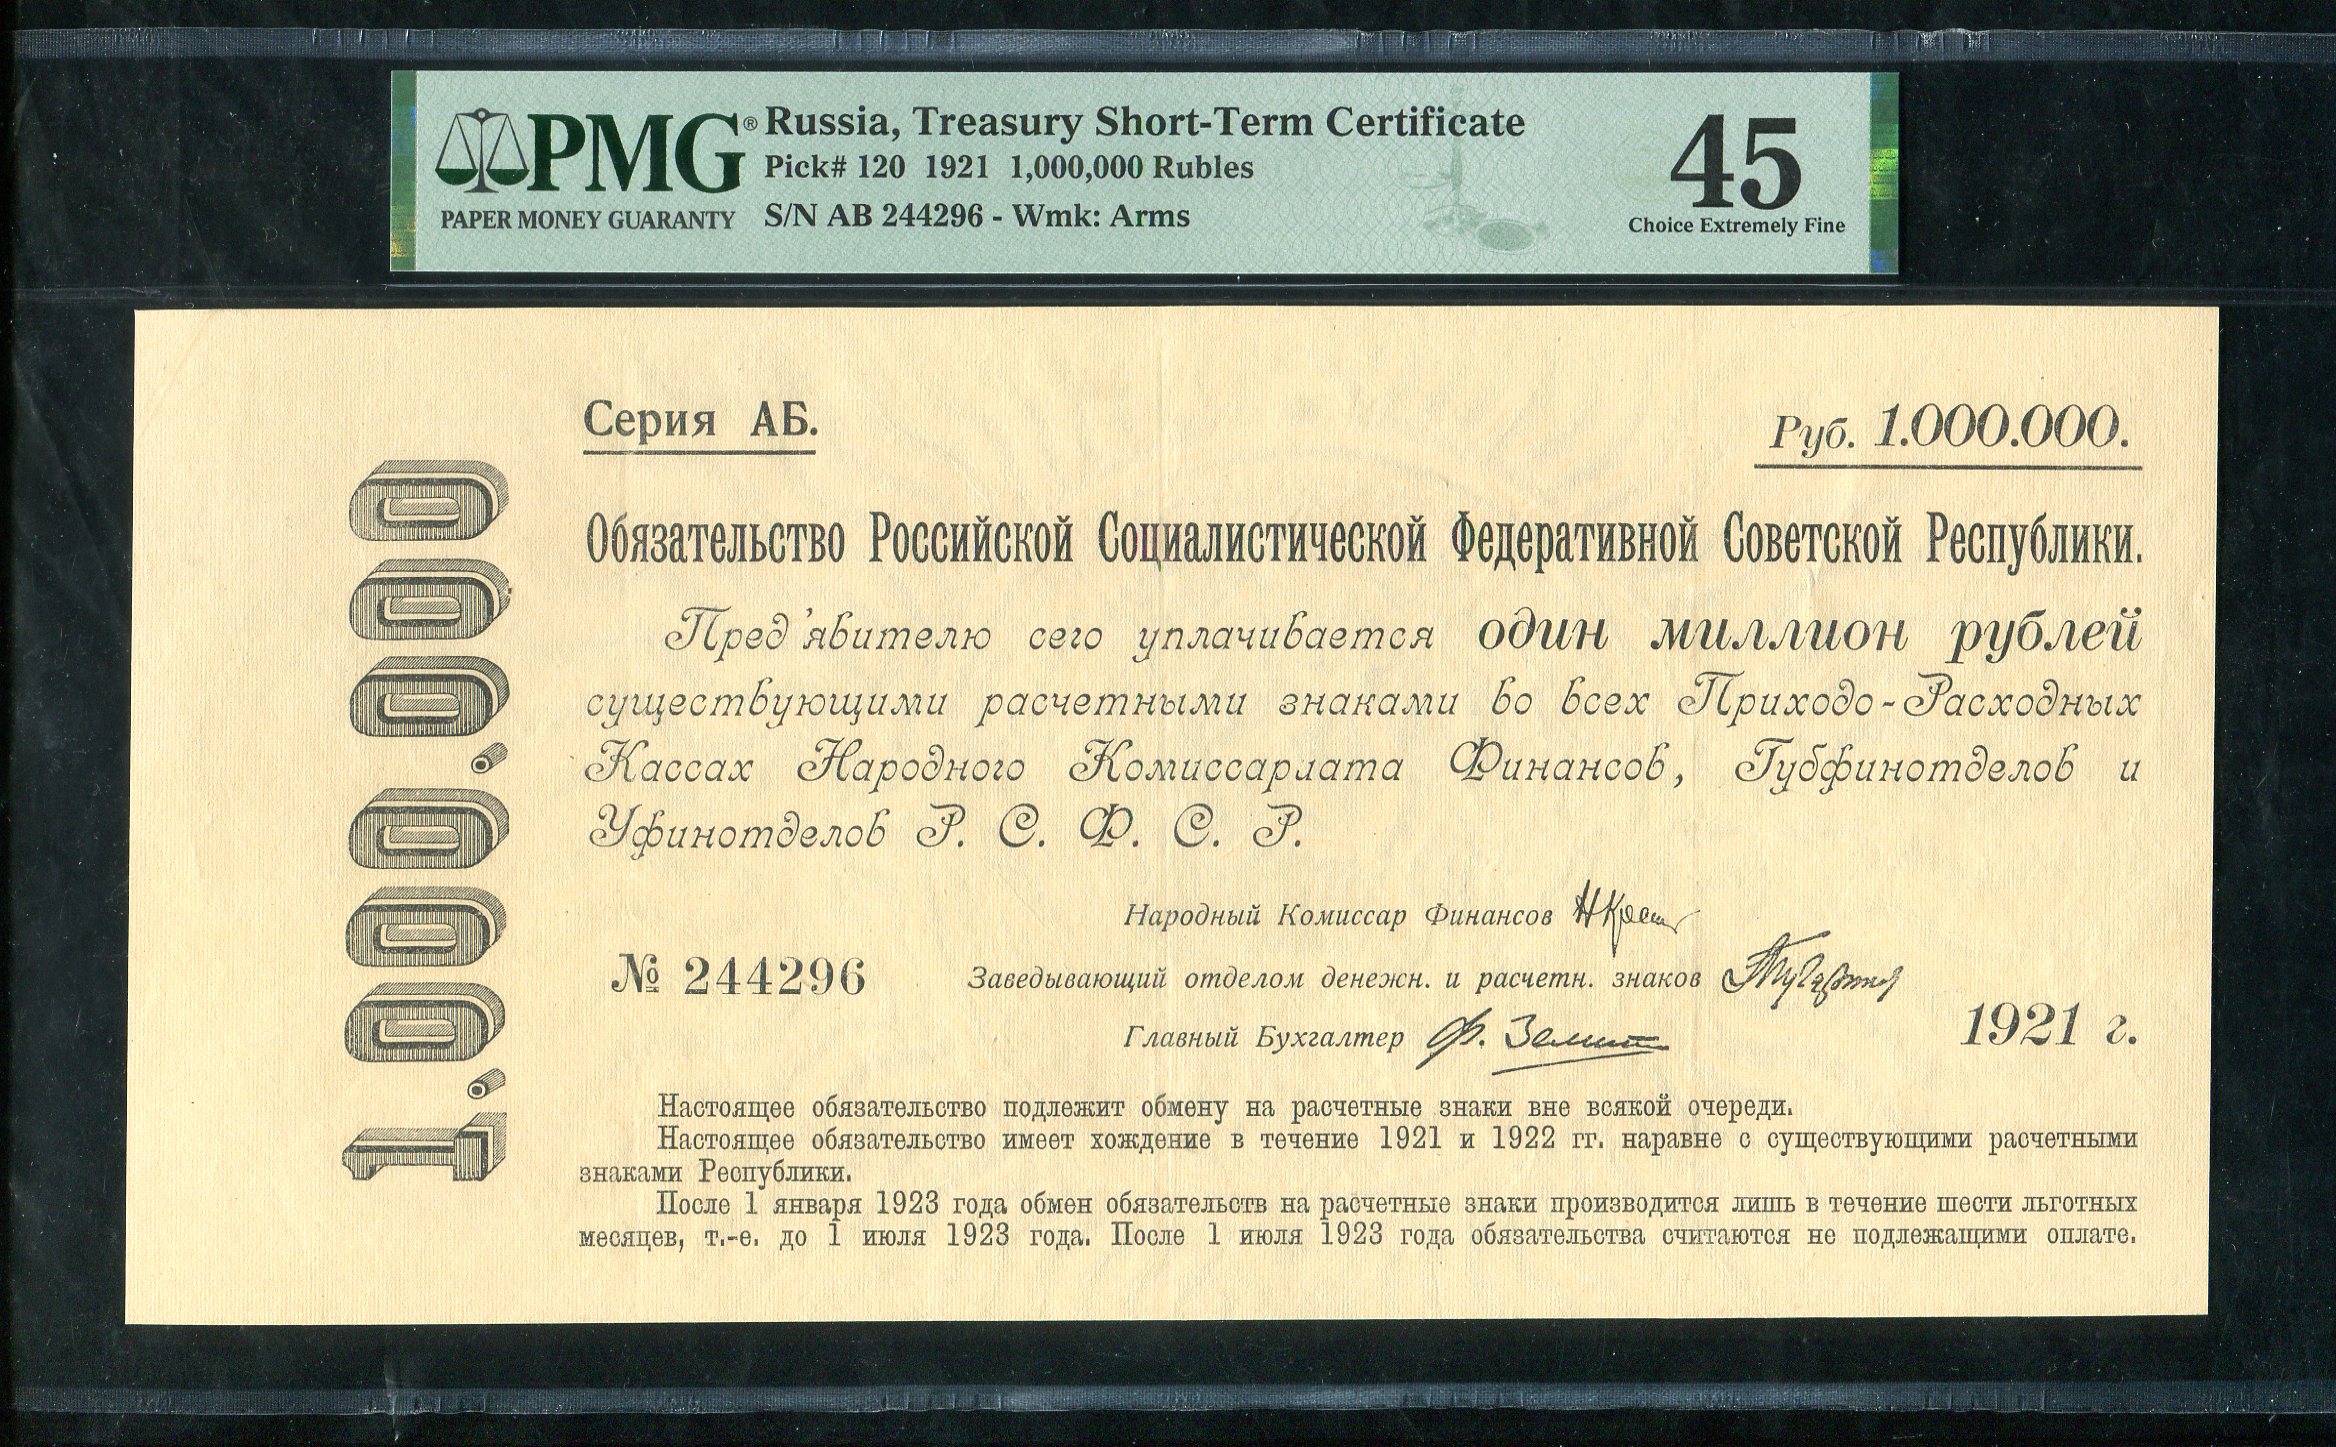 PMG® Russia, Treasury Short-Term Certificate
Pick# 120 1921 1,000,000 Rubles
PAPER MONEY GUARANTY S/N AB 244296 - Wmk: Arms
45
Choice Extremely Fine
Серия АБ.
Руб. 1.000.000.
1.000.000
Обязательство Российской Социалистической Федеративной Советской Республики.
Пред'явителю сего уплачивается один миллион рублей
существующими расчетными знаками во всех Приходо-Расходных
Кассах Народного Комиссариата Финансов, Губфинотделов и
Уфинотделов Р. С. Ф. С. Р.
Народный Комиссар Финансов
№ 244296
Заведывающий отделом денежн. и расчетн. знаков
Главный Бухгалтер
1921 г.
Настоящее обязательство подлежит обмену на расчетные знаки вне всякой очереди.
Настоящее обязательство имеет хождение в течение 1921 и 1922 гг. наравне с существующими расчетными
знаками Республики.
После 1 января 1923 года обмен обязательств на расчетные знаки производится лишь в течение шести льготных
месяцев, т.-е. до 1 июля 1923 года. После 1 июля 1923 года обязательства считаются не подлежащими оплате.